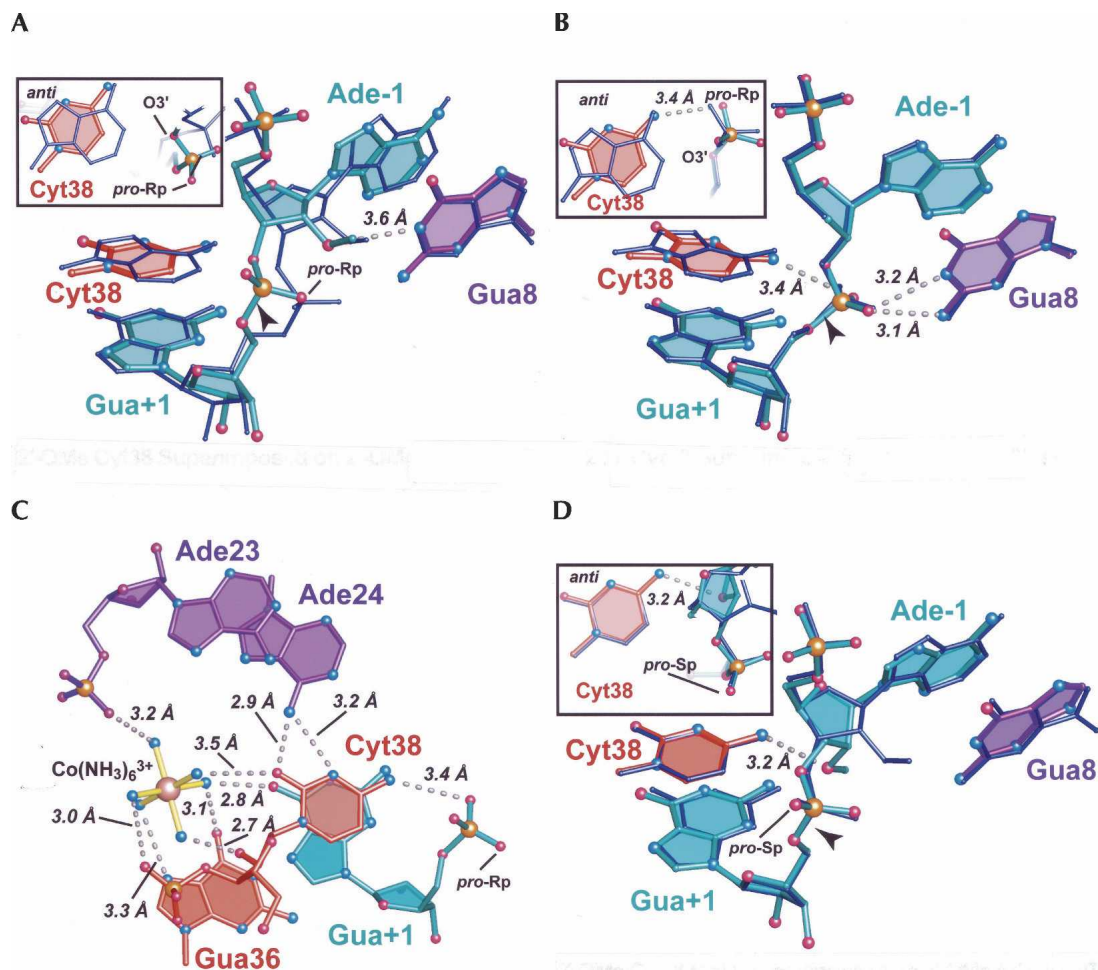 A
anti
O3'
Cyt38
pro-Rp
Ade-1
3.6 Å
pro-Rp
Cyt38
Gua8
Gua+1
B
anti
3.4 Å
pro-Rp
O3'
Cyt38
Ade-1
Cyt38
3.4 Å
3.2 Å
3.1 Å
Gua8
Gua+1
C
Ade23
Ade24
3.2 Å
2.9 Å
3.2 Å
3.5 Å
Cyt38
Co(NH3)6 3+
3.4 Å
3.1
2.8 Å
3.0 Å
2.7 Å
pro-Rp
3.3 Å
Gua+1
Gua36
D
anti
3.2 Å
pro-Sp
Cyt38
Ade-1
Cyt38
3.2 Å
Gua8
pro-Sp
Gua+1